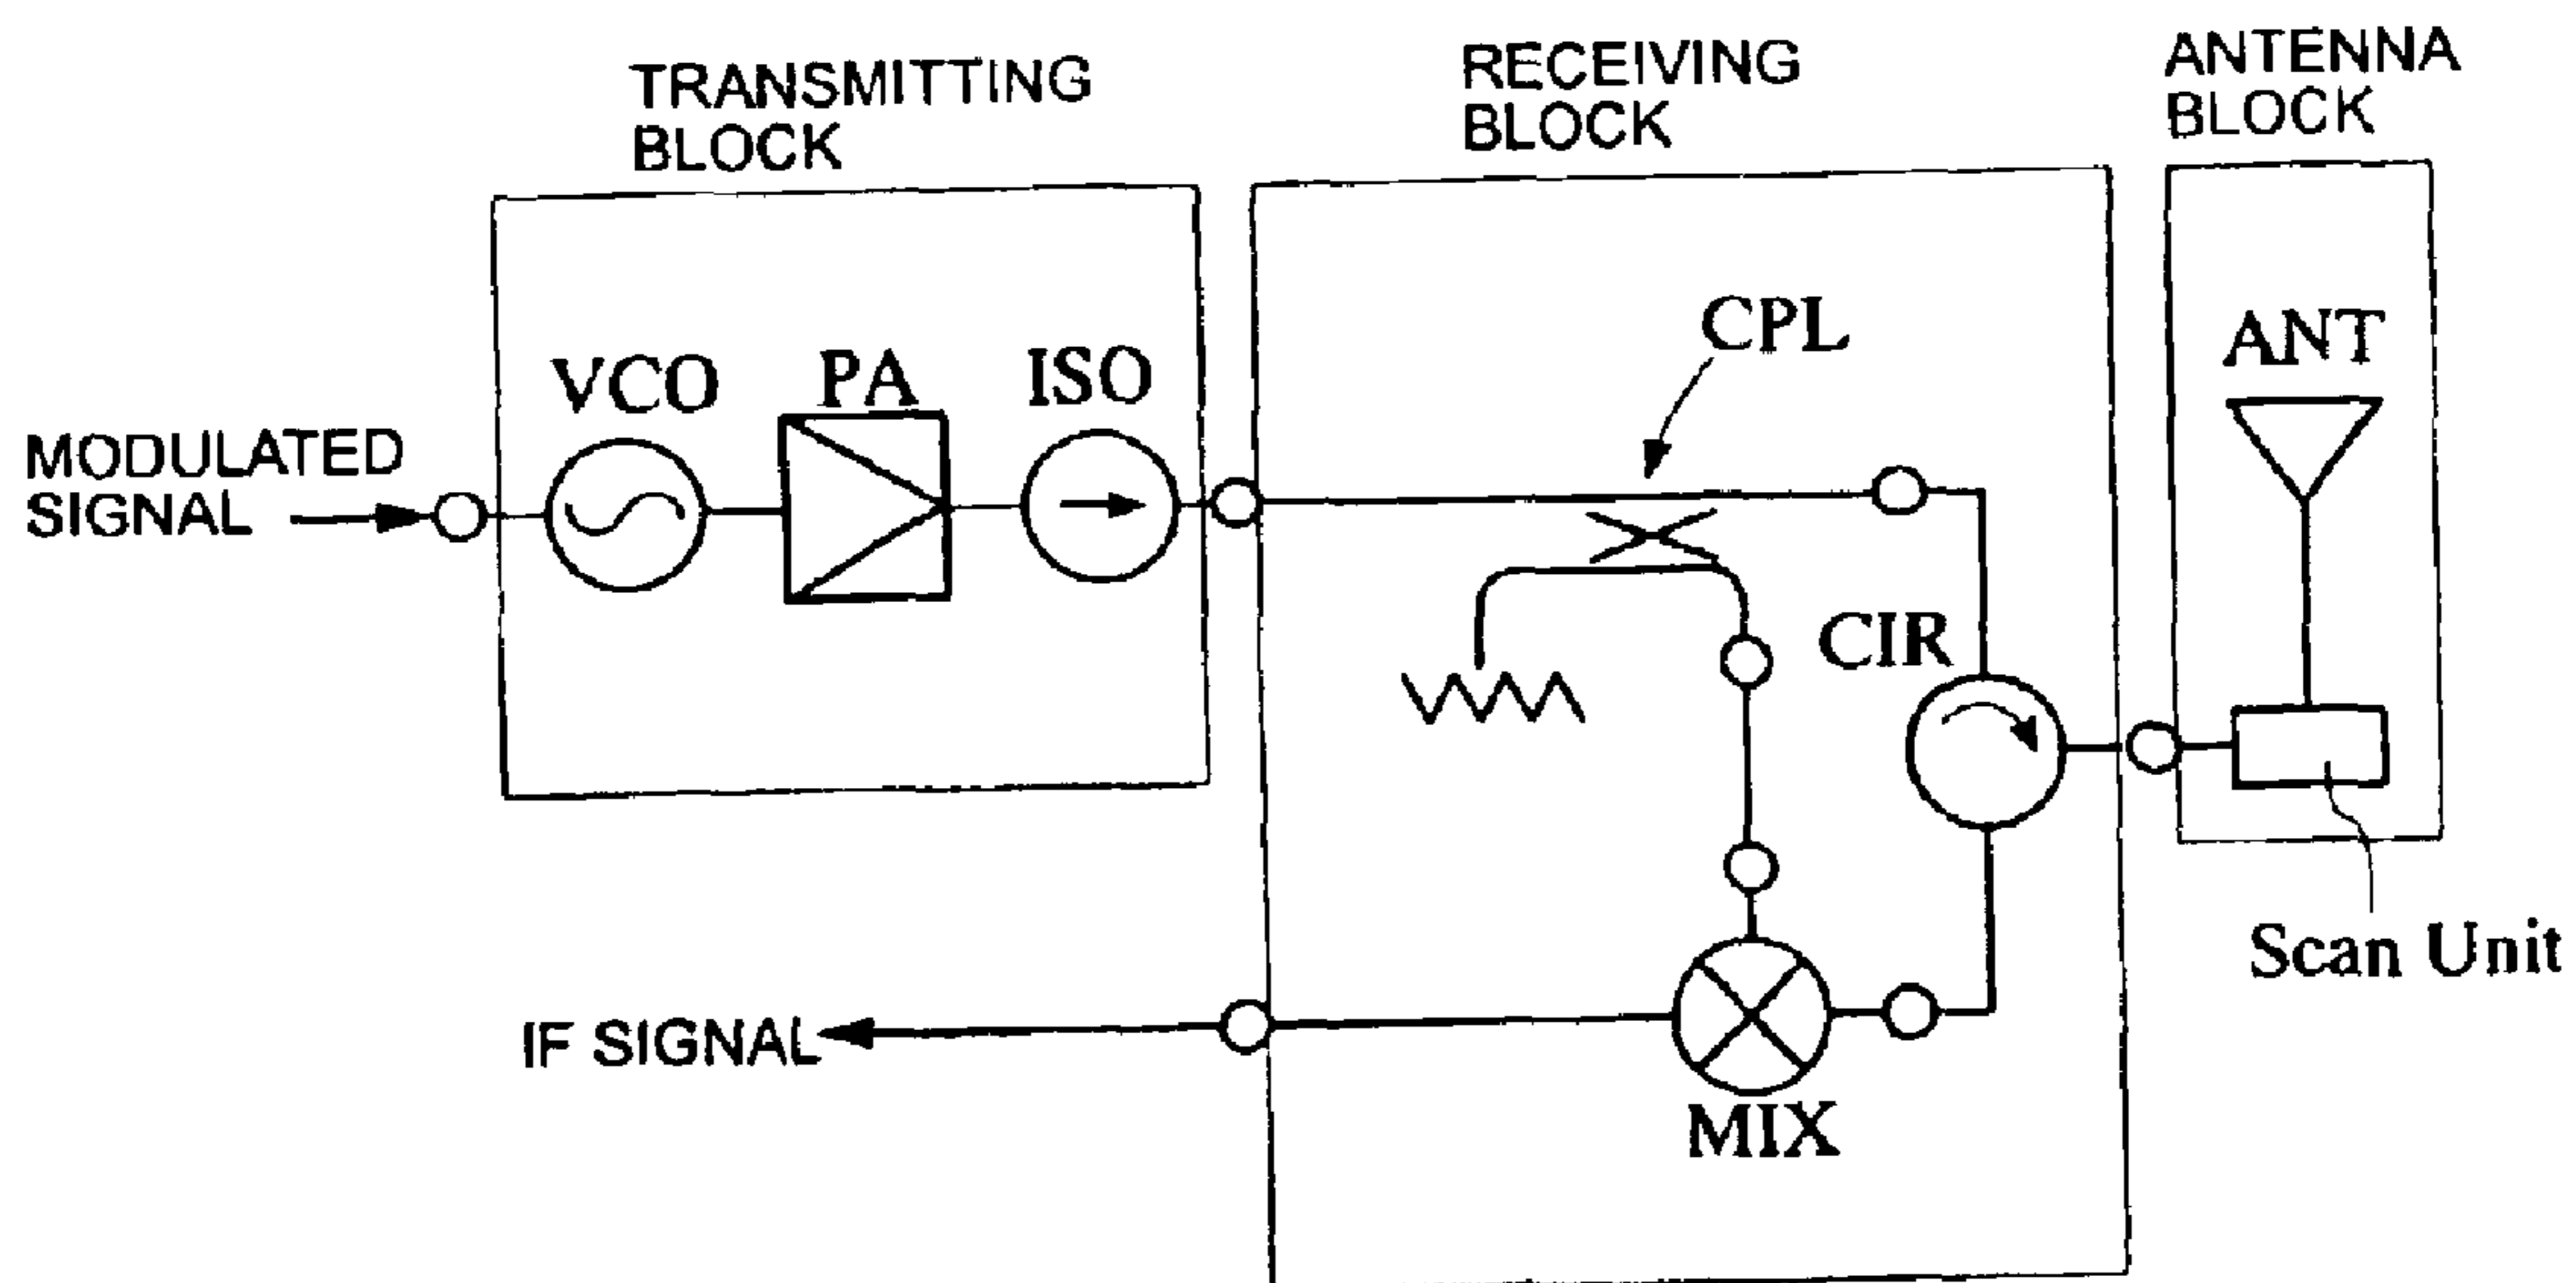 TRANSMITTING
BLOCK
RECEIVING
BLOCK
ANTENNA
BLOCK
CPL
ANT
VCO
PA
ISO
MODULATED
SIGNAL
CIR
Scan Unit
IF SIGNAL
MIX